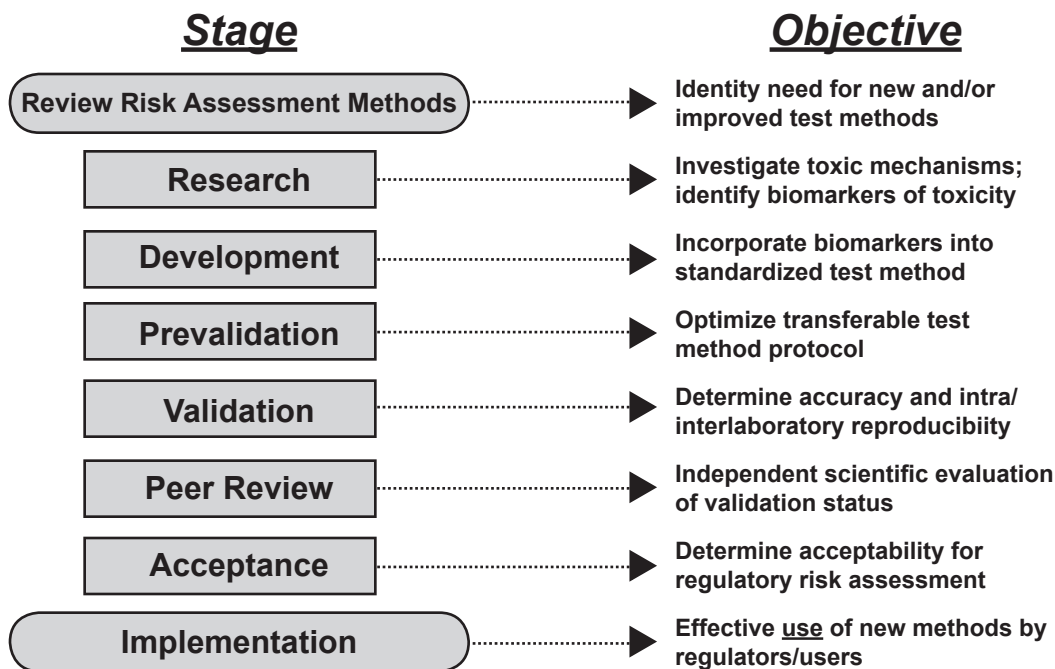 Stage
Objective
Review Risk Assessment Methods
Identity need for new and/or
improved test methods
Research
Investigate toxic mechanisms;
identify biomarkers of toxicity
Development
Incorporate biomarkers into
standardized test method
Prevalidation
Optimize transferable test
method protocol
Validation
Determine accuracy and intra/
interlaboratory reproducibiity
Peer Review
Independent scientific evaluation
of validation status
Acceptance
Determine acceptability for
regulatory risk assessment
Implementation
Effective use of new methods by
regulators/users